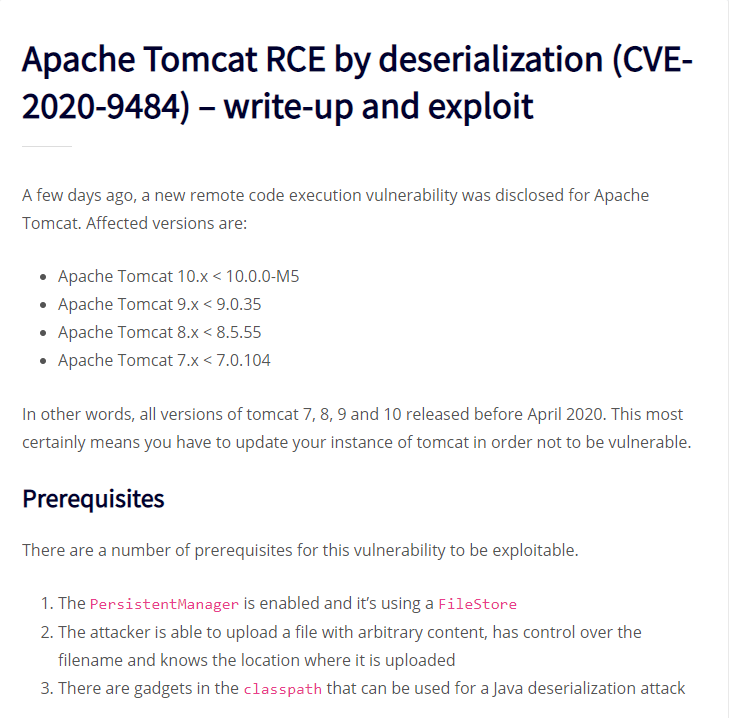 Apache Tomcat RCE by deserialization (CVE-
2020-9484) – write-up and exploit
A few days ago, a new remote code execution vulnerability was disclosed for Apache
Tomcat. Affected versions are:
• Apache Tomcat 10.x < 10.0.0-M5
• Apache Tomcat 9.x < 9.0.35
• Apache Tomcat 8.x < 8.5.55
• Apache Tomcat 7.x < 7.0.104
In other words, all versions of tomcat 7, 8, 9 and 10 released before April 2020. This most
certainly means you have to update your instance of tomcat in order not to be vulnerable.
Prerequisites
There are a number of prerequisites for this vulnerability to be exploitable.
1. The PersistentManager is enabled and it’s using a FileStore
2. The attacker is able to upload a file with arbitrary content, has control over the
filename and knows the location where it is uploaded
3. There are gadgets in the classpath that can be used for a Java deserialization attack